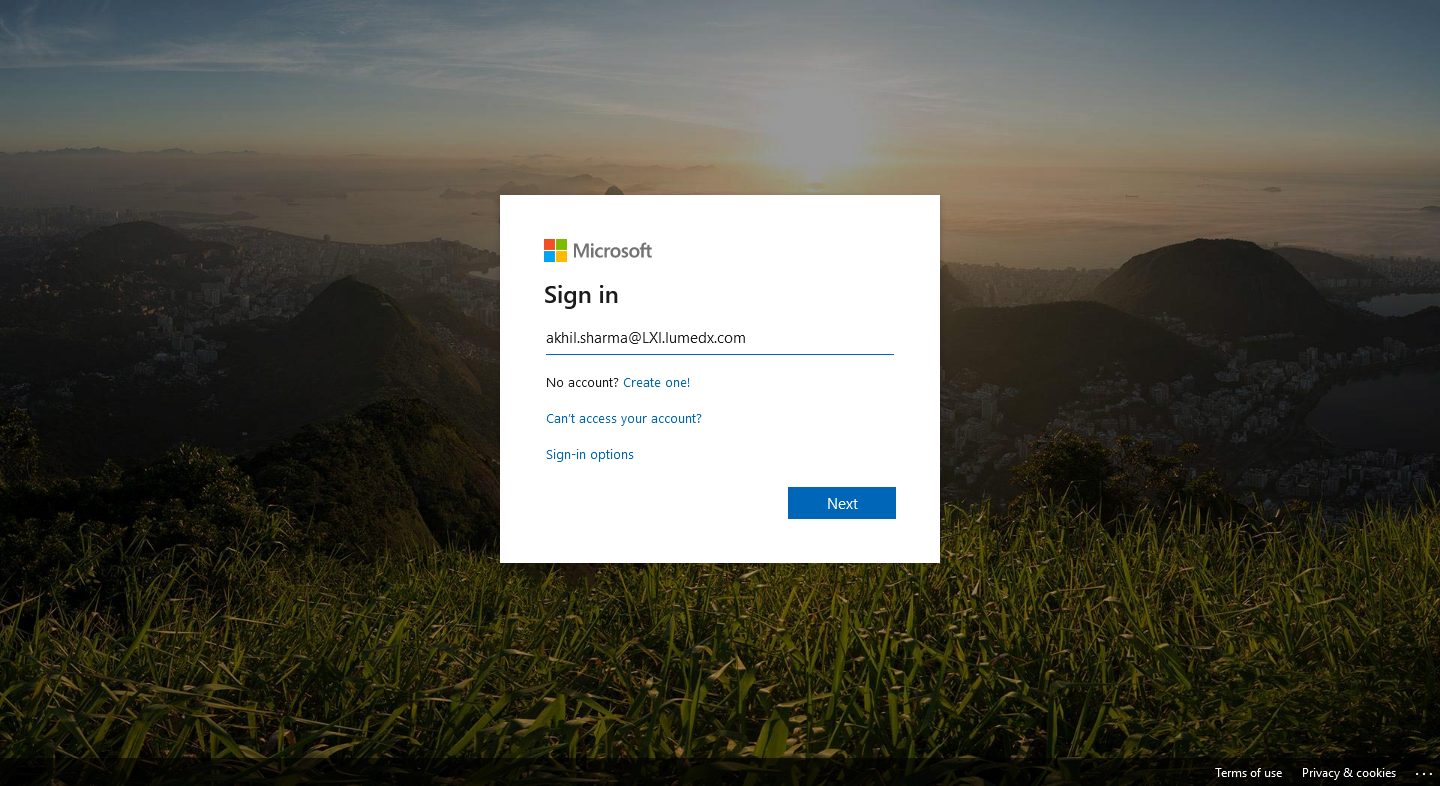 Microsoft
Sign in
akhil.sharma@LXI.lumedx.com
No account? Create one!
Can't access your account?
Sign-in options
Next
Terms of use Privacy & cookies ...